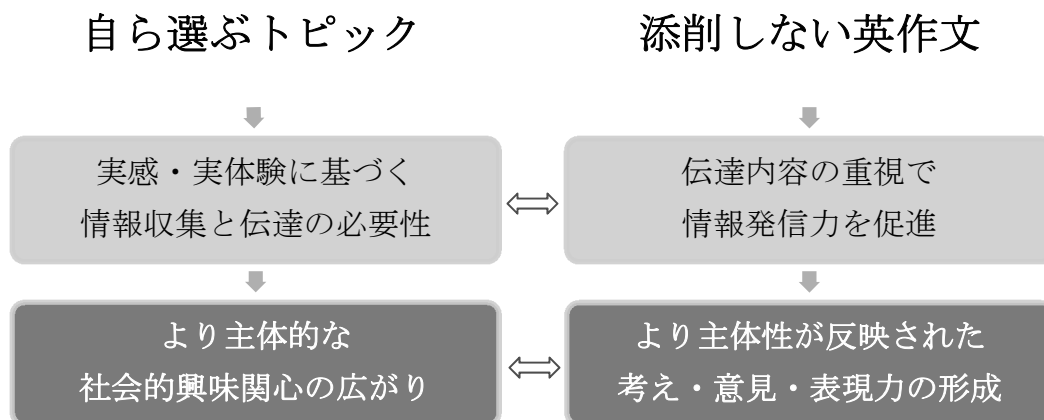 自ら選ぶトピック
添削しない英作文
実感・実体験に基づく
情報収集と伝達の必要性
伝達内容の重視で
情報発信力を促進
より主体的な
社会的興味関心の広がり
より主体性が反映された
考え・意見・表現力の形成